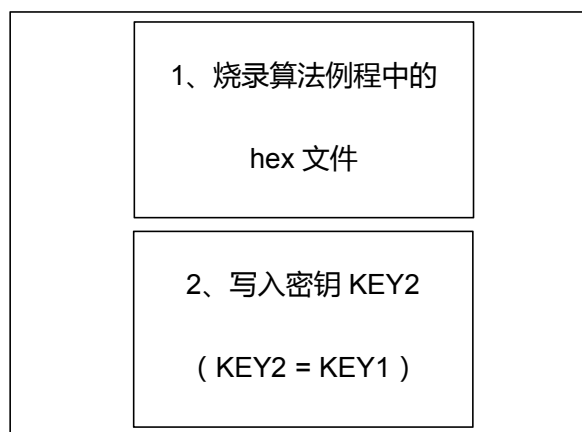 1、烧录算法例程中的
hex 文件
2、写入密钥 KEY2
（ KEY2 = KEY1 ）